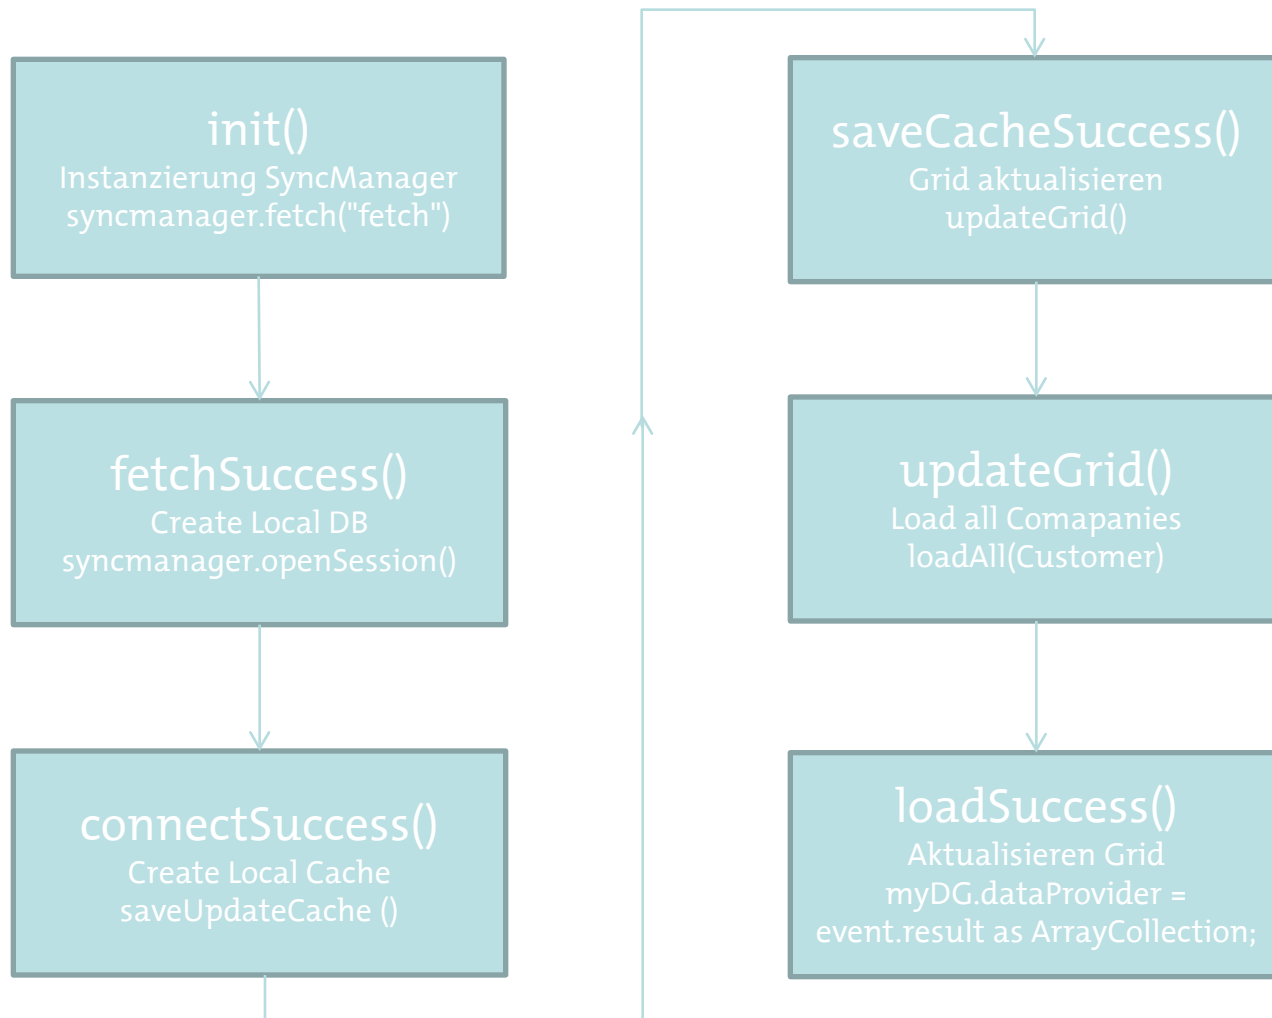 init()
Instanzierung SyncManager
syncmanager.fetch("fetch")
fetchSuccess()
Create Local DB
syncmanager.openSession()
connectSuccess()
Create Local Cache
saveUpdateCache ()
saveCacheSuccess()
Grid aktualisieren
updateGrid()
updateGrid()
Load all Comapanies
loadAll(Customer)
loadSuccess()
Aktualisieren Grid
myDG.dataProvider =
event.result as ArrayCollection;